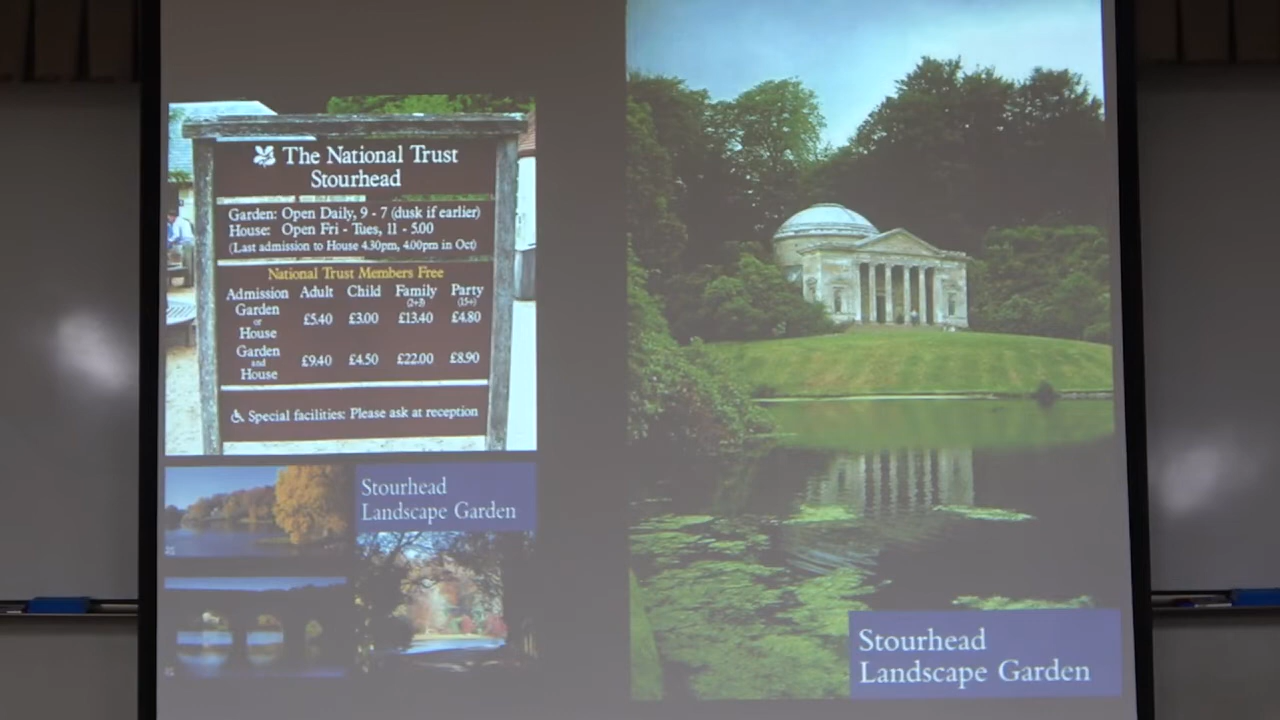 The National Trust
Stourhead
Garden: Open Daily, 9 - 7 (dusk if earlier)
House: Open Fri - Tues, 11 - 5.00
(Last admission to House 4.30pm, 4.00pm in Oct)
National Trust Members Free
Admission Adult Child Family Party
(2+3) (15+)
Garden
or
House
£5.40 £3.00 £13.40 £4.80
Garden
and
House
£9.40 £4.50 £22.00 £8.90
Special facilities: Please ask at reception
Stourhead
Landscape Garden
Stourhead
Landscape Garden